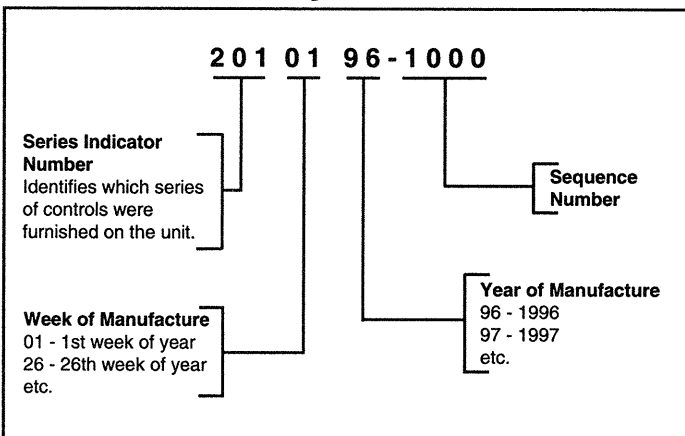 201 01 96-1000
Series Indicator
Number
Identifies which series
of controls were
furnished on the unit.
Sequence
Number
Week of Manufacture
01 - 1st week of year
26 - 26th week of year
etc.
Year of Manufacture
96 - 1996
97 - 1997
etc.